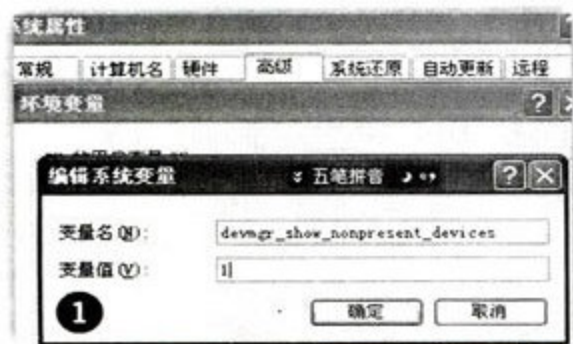 系统属性
常规 计算机名 硬件 高级 系统还原 自动更新 远程
环境变量
编辑系统变量 五笔拼音
变量名(N): devmgr_show_nonpresent_devices
变量值(V): 1
1 确定 取消